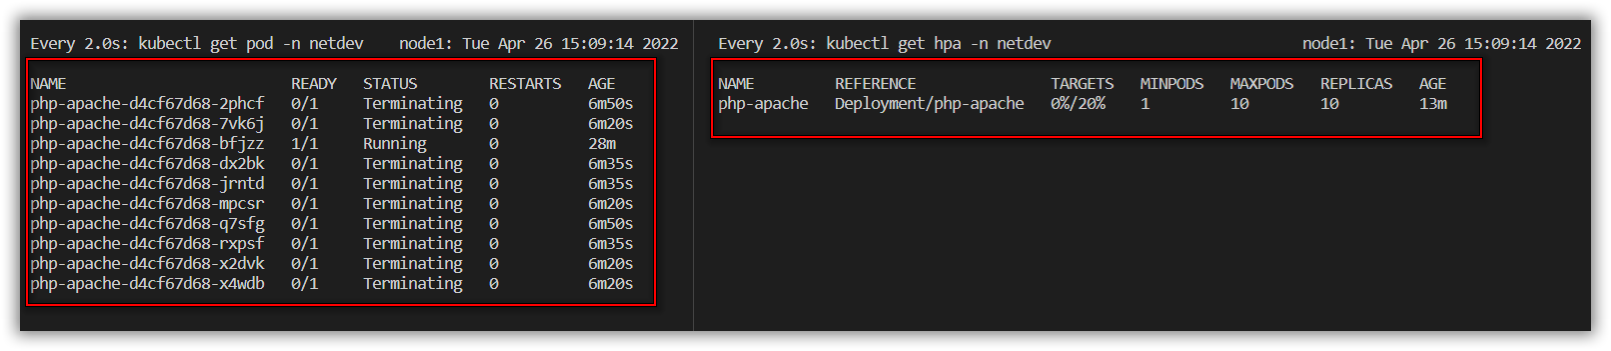 Every 2.0s: kubectl get pod -n netdev    node1: Tue Apr 26 15:09:14 2022
NAME                         READY   STATUS        RESTARTS   AGE
php-apache-d4cf67d68-2phcf   0/1     Terminating   0          6m50s
php-apache-d4cf67d68-7vk6j   0/1     Terminating   0          6m20s
php-apache-d4cf67d68-bfjzz   1/1     Running       0          28m
php-apache-d4cf67d68-dx2bk   0/1     Terminating   0          6m35s
php-apache-d4cf67d68-jrntd   0/1     Terminating   0          6m35s
php-apache-d4cf67d68-mpcsr   0/1     Terminating   0          6m20s
php-apache-d4cf67d68-q7sfg   0/1     Terminating   0          6m50s
php-apache-d4cf67d68-rxpsf   0/1     Terminating   0          6m35s
php-apache-d4cf67d68-x2dvk   0/1     Terminating   0          6m20s
php-apache-d4cf67d68-x4wdb   0/1     Terminating   0          6m20s
Every 2.0s: kubectl get hpa -n netdev                            node1: Tue Apr 26 15:09:14 2022
NAME         REFERENCE               TARGETS   MINPODS   MAXPODS   REPLICAS   AGE
php-apache   Deployment/php-apache   0%/20%    1         10        10         13m